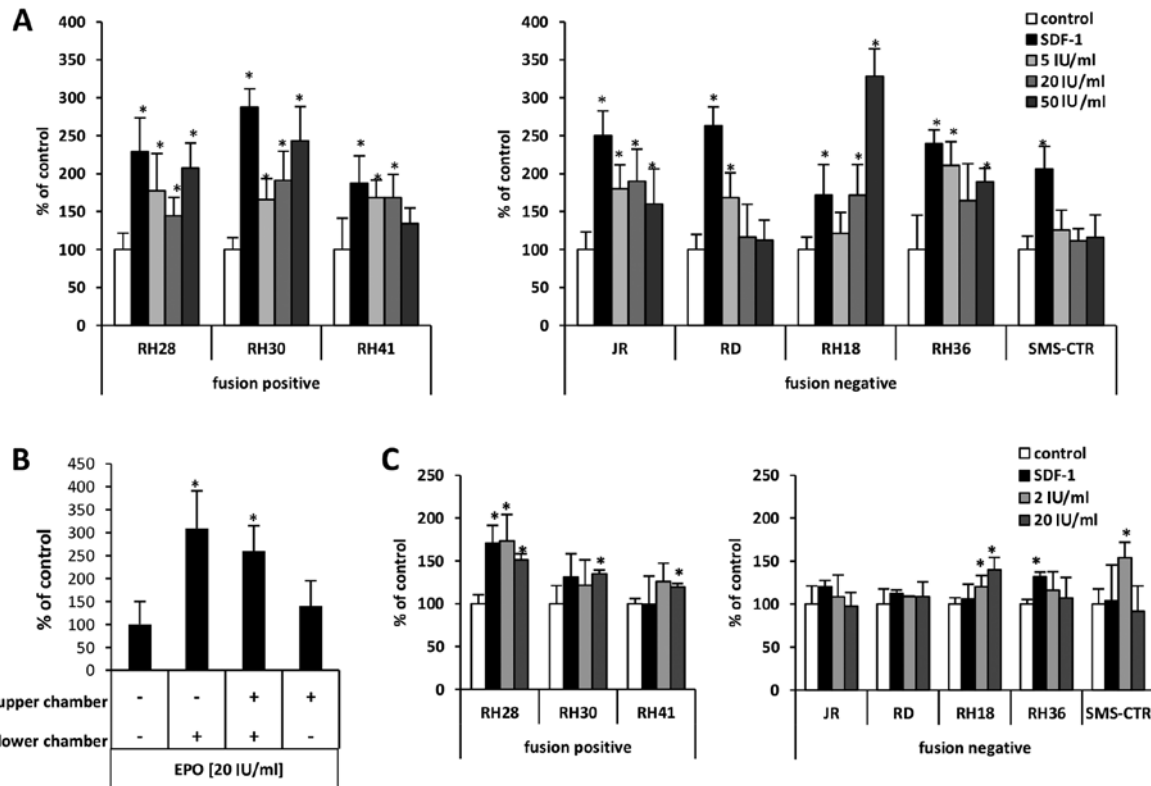 A
% of control
400
350
300
250
200
150
100
50
0
* * * * * * * * * * *
RH28 RH30 RH41
fusion positive
% of control
400
350
300
250
200
150
100
50
0
* * * * * * * * * * * * * *
control
SDF-1
5 IU/ml
20 IU/ml
50 IU/ml
JR RD RH18 RH36 SMS-CTR
fusion negative
B
% of control
450
400
350
300
250
200
150
100
50
0
* *
upper chamber - - + +
lower chamber - + + -
EPO [20 IU/ml]
C
% of control
250
200
150
100
50
0
* * * * *
RH28 RH30 RH41
fusion positive
% of control
250
200
150
100
50
0
* * * *
control
SDF-1
2 IU/ml
20 IU/ml
JR RD RH18 RH36 SMS-CTR
fusion negative